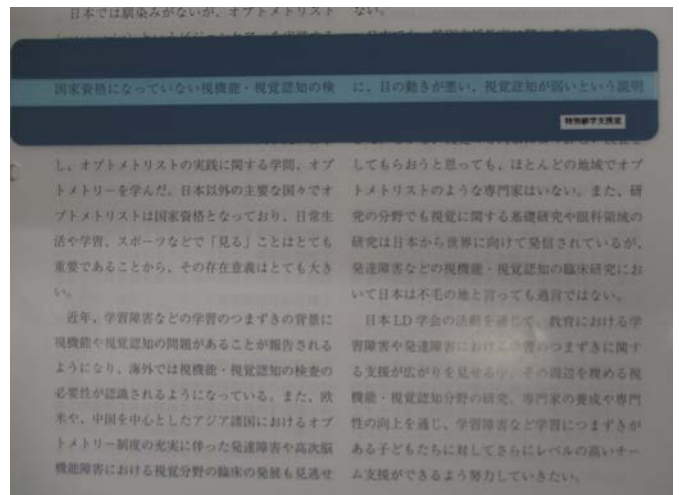 日本では馴染みがないが、オプトメトリスト
国家資格になっていない視機能・視覚認知の検
し、オプトメトリストの実践に関する学問、オプ
トメトリーを学んだ。日本以外の主要な国々でオ
プトメトリストは国家資格となっており、日常生
活や学習、スポーツなどで「見る」ことはとても
重要であることから、その存在意義はとても大き
い。
近年、学習障害などの学習のつまずきの背景に
視機能や視覚認知の問題があることが報告される
ようになり、海外では視機能・視覚認知の検査の
必要性が認識されるようになっている。また、欧
米や、中国を中心としたアジア諸国におけるオプ
トメトリー制度の充実に伴った発達障害や高次脳
機能障害における視覚分野の臨床の発展も見逃せ
ない。
に、目の動きが悪い、視覚認知が弱いという説明
してもらおうと思っても、ほとんどの地域でオプ
トメトリストのような専門家はいない。また、研
究の分野でも視覚に関する基礎研究や眼科領域の
研究は日本から世界に向けて発信されているが、
発達障害などの視機能・視覚認知の臨床研究にお
いて日本は不毛の地と言っても過言ではない。
日本LD学会の活動を通じて、教育における学
習障害や発達障害における学習のつまずきに関す
る支援が広がりを見せる中、その周辺を埋める視
機能・視覚認知分野の研究、専門家の養成や専門
性の向上を通じ、学習障害など学習につまずきが
ある子どもたちに対してさらにレベルの高いチー
ム支援ができるよう努力していきたい。